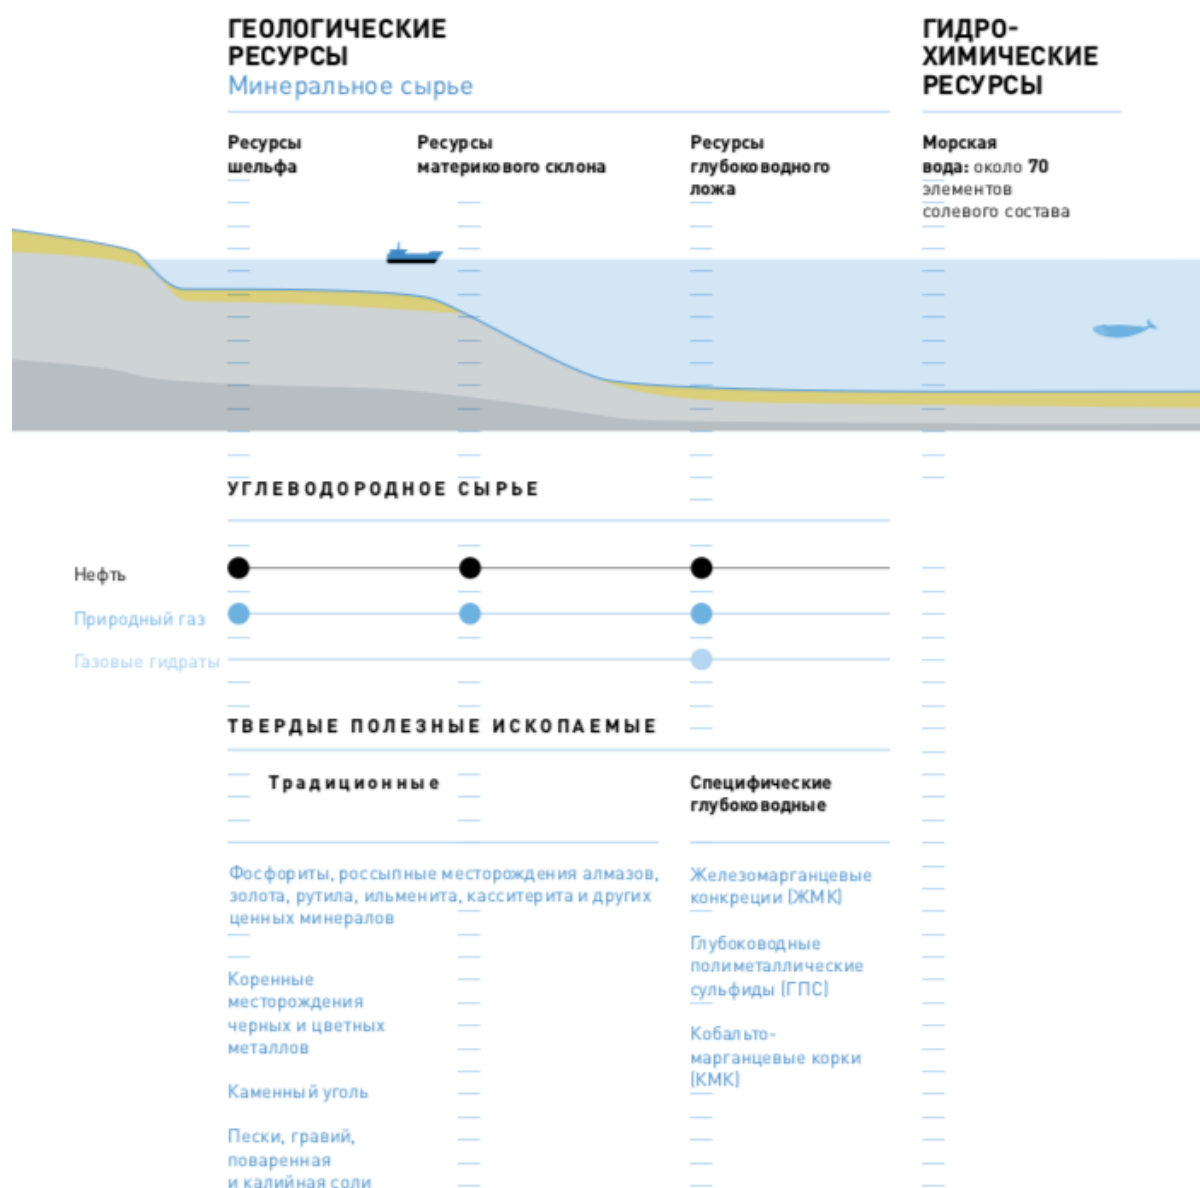 ГЕОЛОГИЧЕСКИЕ
РЕСУРСЫ
Минеральное сырье
ГИДРО-
ХИМИЧЕСКИЕ
РЕСУРСЫ
Ресурсы
шельфа
Ресурсы
материкового склона
Ресурсы
глубоководного
ложа
Морская
вода: около 70
элементов
солевого состава
УГЛЕВОДОРОДНОЕ СЫРЬЕ
Нефть
Природный газ
Газовые гидраты
ТВЕРДЫЕ ПОЛЕЗНЫЕ ИСКОПАЕМЫЕ
Традиционные
Специфические
глубоководные
Фосфориты, россыпные месторождения алмазов,
золота, рутила, ильменита, касситерита и других
ценных минералов
Коренные
месторождения
черных и цветных
металлов
Каменный уголь
Пески, гравий,
поваренная
и калийная соли
Железомарганцевые
конкреции (ЖМК)
Глубоководные
полиметаллические
сульфиды (ГПС)
Кобальто-
марганцевые корки
(КМК)